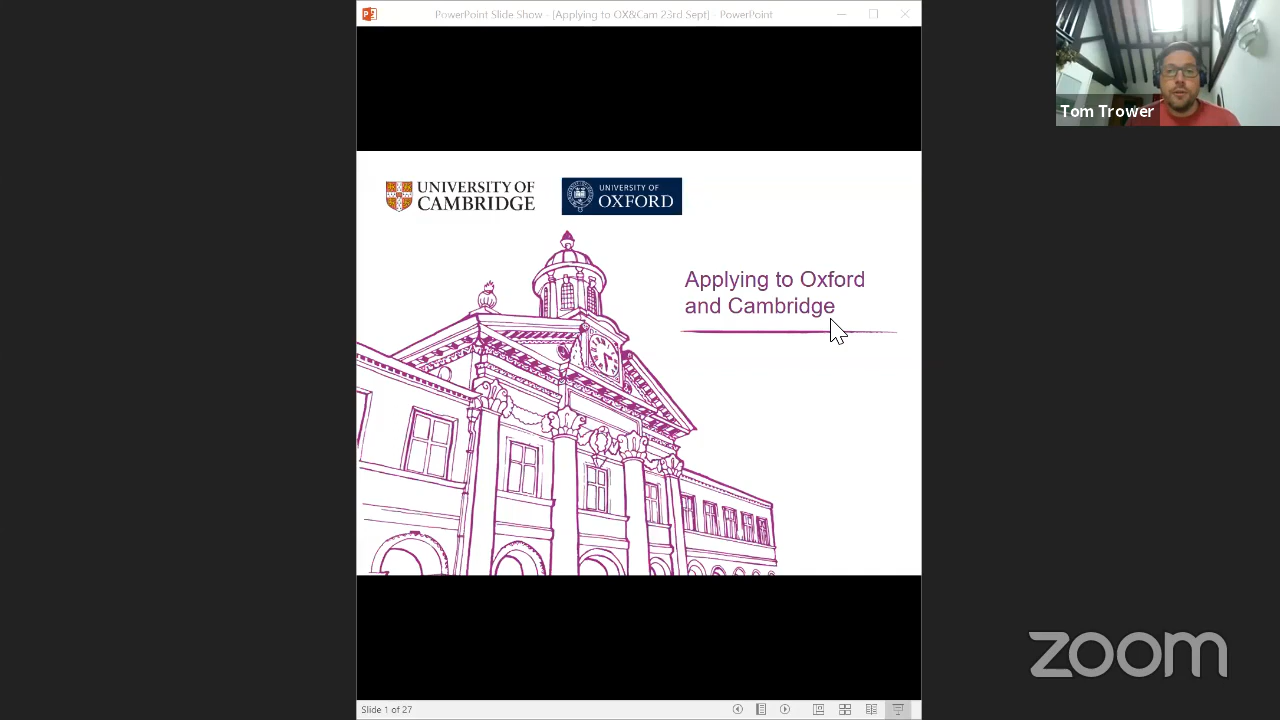 PowerPoint Slide Show - [Applying to OX&Cam 23rd Sept] - PowerPoint
Tom Trower
UNIVERSITY OF
CAMBRIDGE
UNIVERSITY OF
OXFORD
Applying to Oxford
and Cambridge
zoom
Slide 1 of 27